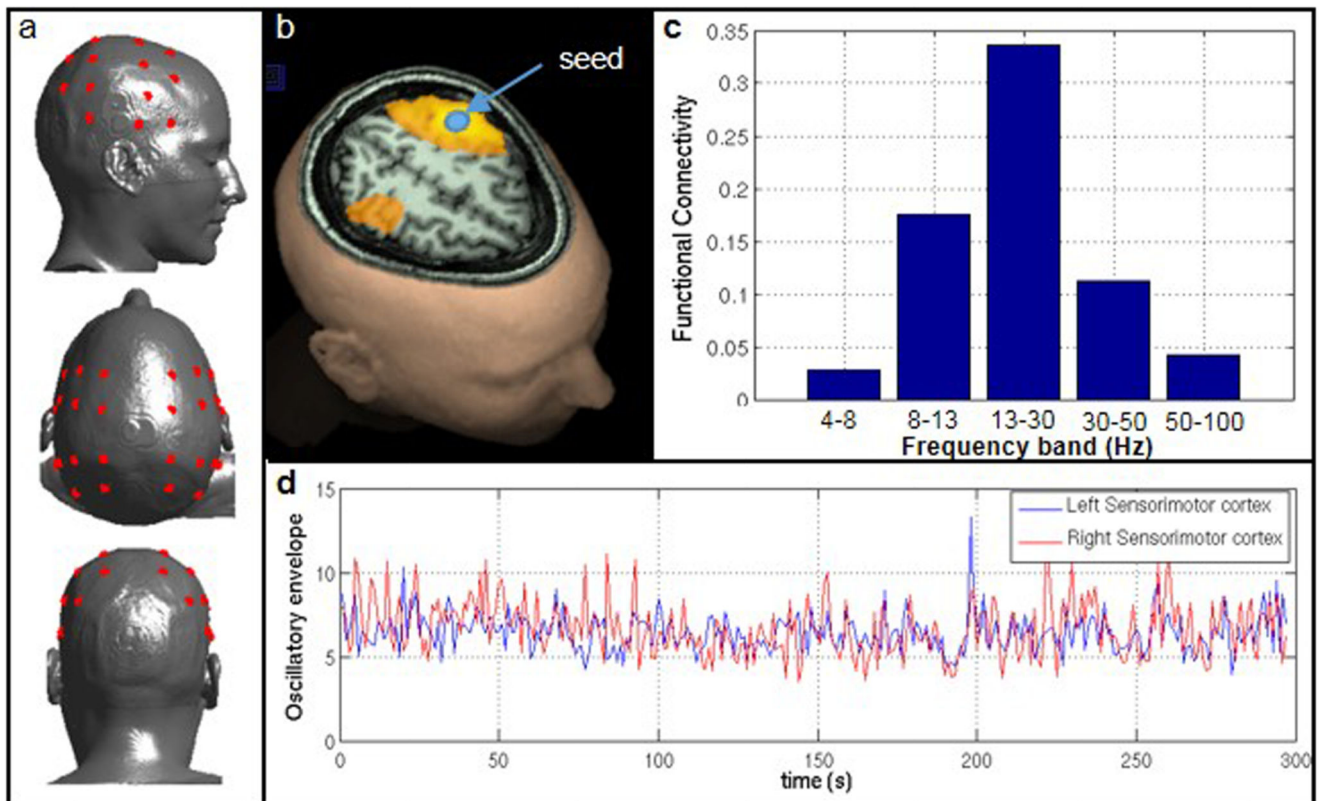 a
b
seed
c
Functional Connectivity
0.35
0.3
0.25
0.2
0.15
0.1
0.05
0
4-8
8-13
13-30
30-50
50-100
Frequency band (Hz)
d
Oscillatory envelope
15
10
5
0
0
50
100
150
200
250
300
time (s)
Left Sensorimotor cortex
Right Sensorimotor cortex